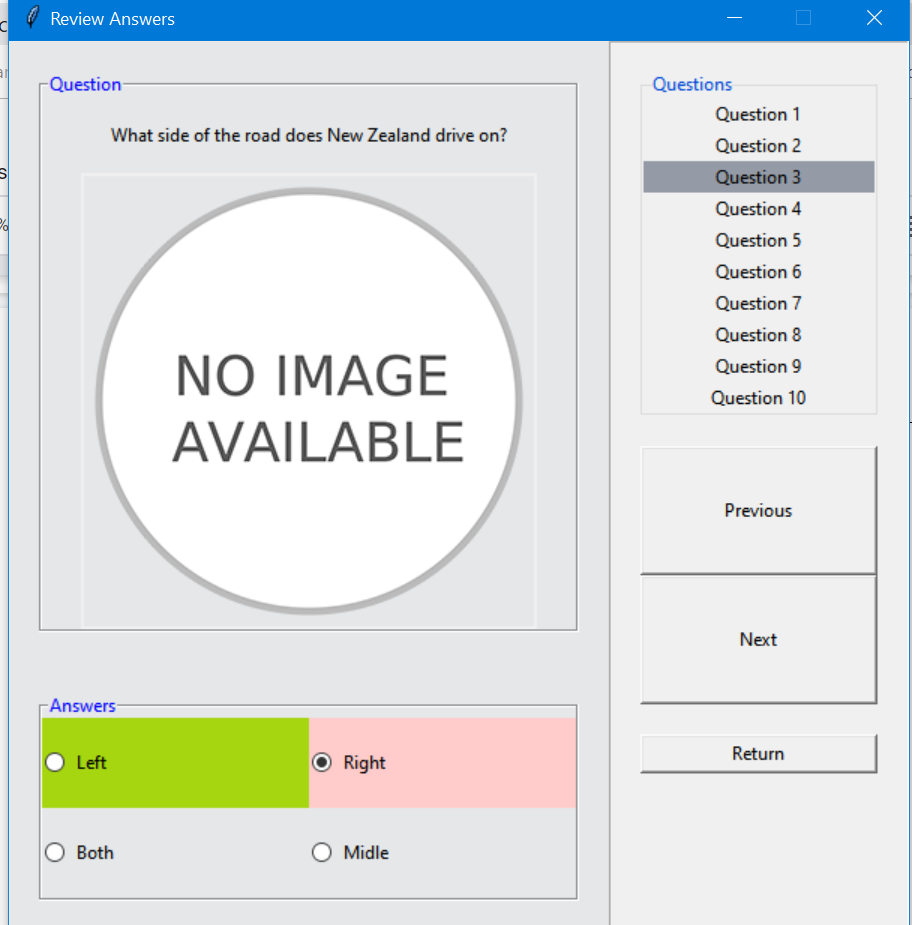 Review Answers
Question
What side of the road does New Zealand drive on?
NO IMAGE
AVAILABLE
Answers
Left
Right
Both
Midle
Questions
Question 1
Question 2
Question 3
Question 4
Question 5
Question 6
Question 7
Question 8
Question 9
Question 10
Previous
Next
Return